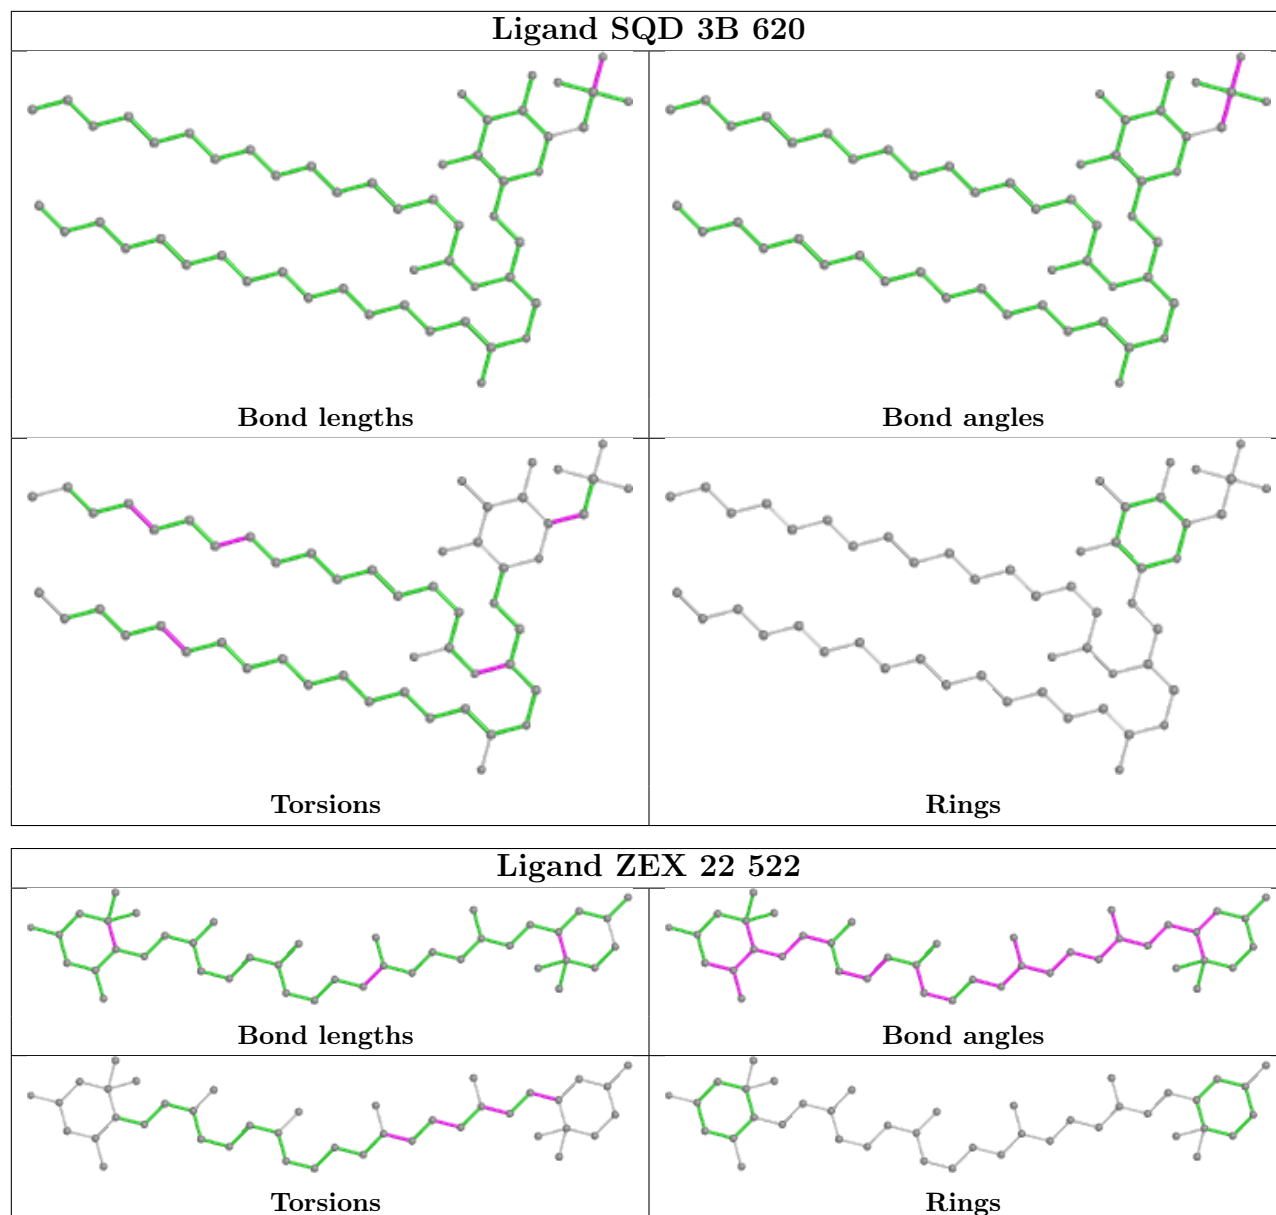 Ligand SQD 3B 620
Bond lengths
Bond angles
Torsions
Rings
Ligand ZEX 22 522
Bond lengths
Bond angles
Torsions
Rings